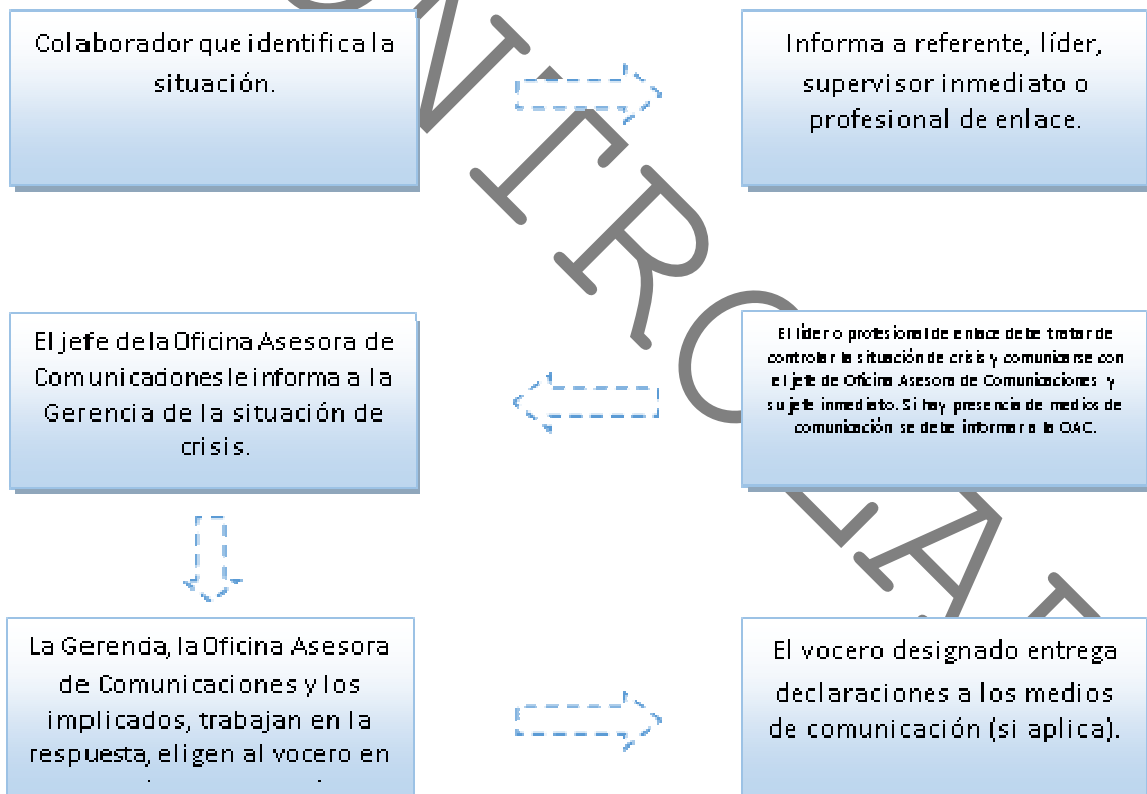 Colaborador que identifica la
situación.
Informa a referente, líder,
supervisor inmediato o
profesional de enlace.
El líder o profesional de enlace debe tratar de
controlar la situación de crisis y comunicarse con
el jefe de Oficina Asesora de Comunicaciones y
su jefe inmediato. Si hay presencia de medios de
comunicación se debe informar a la OAC.
El jefe de la Oficina Asesora de
Comunicaciones le informa a la
Gerencia de la situación de
crisis.
La Gerencia, la Oficina Asesora
de Comunicaciones y los
implicados, trabajan en la
respuesta, eligen al vocero en
El vocero designado entrega
declaraciones a los medios
de comunicación (si aplica).
NTROLA